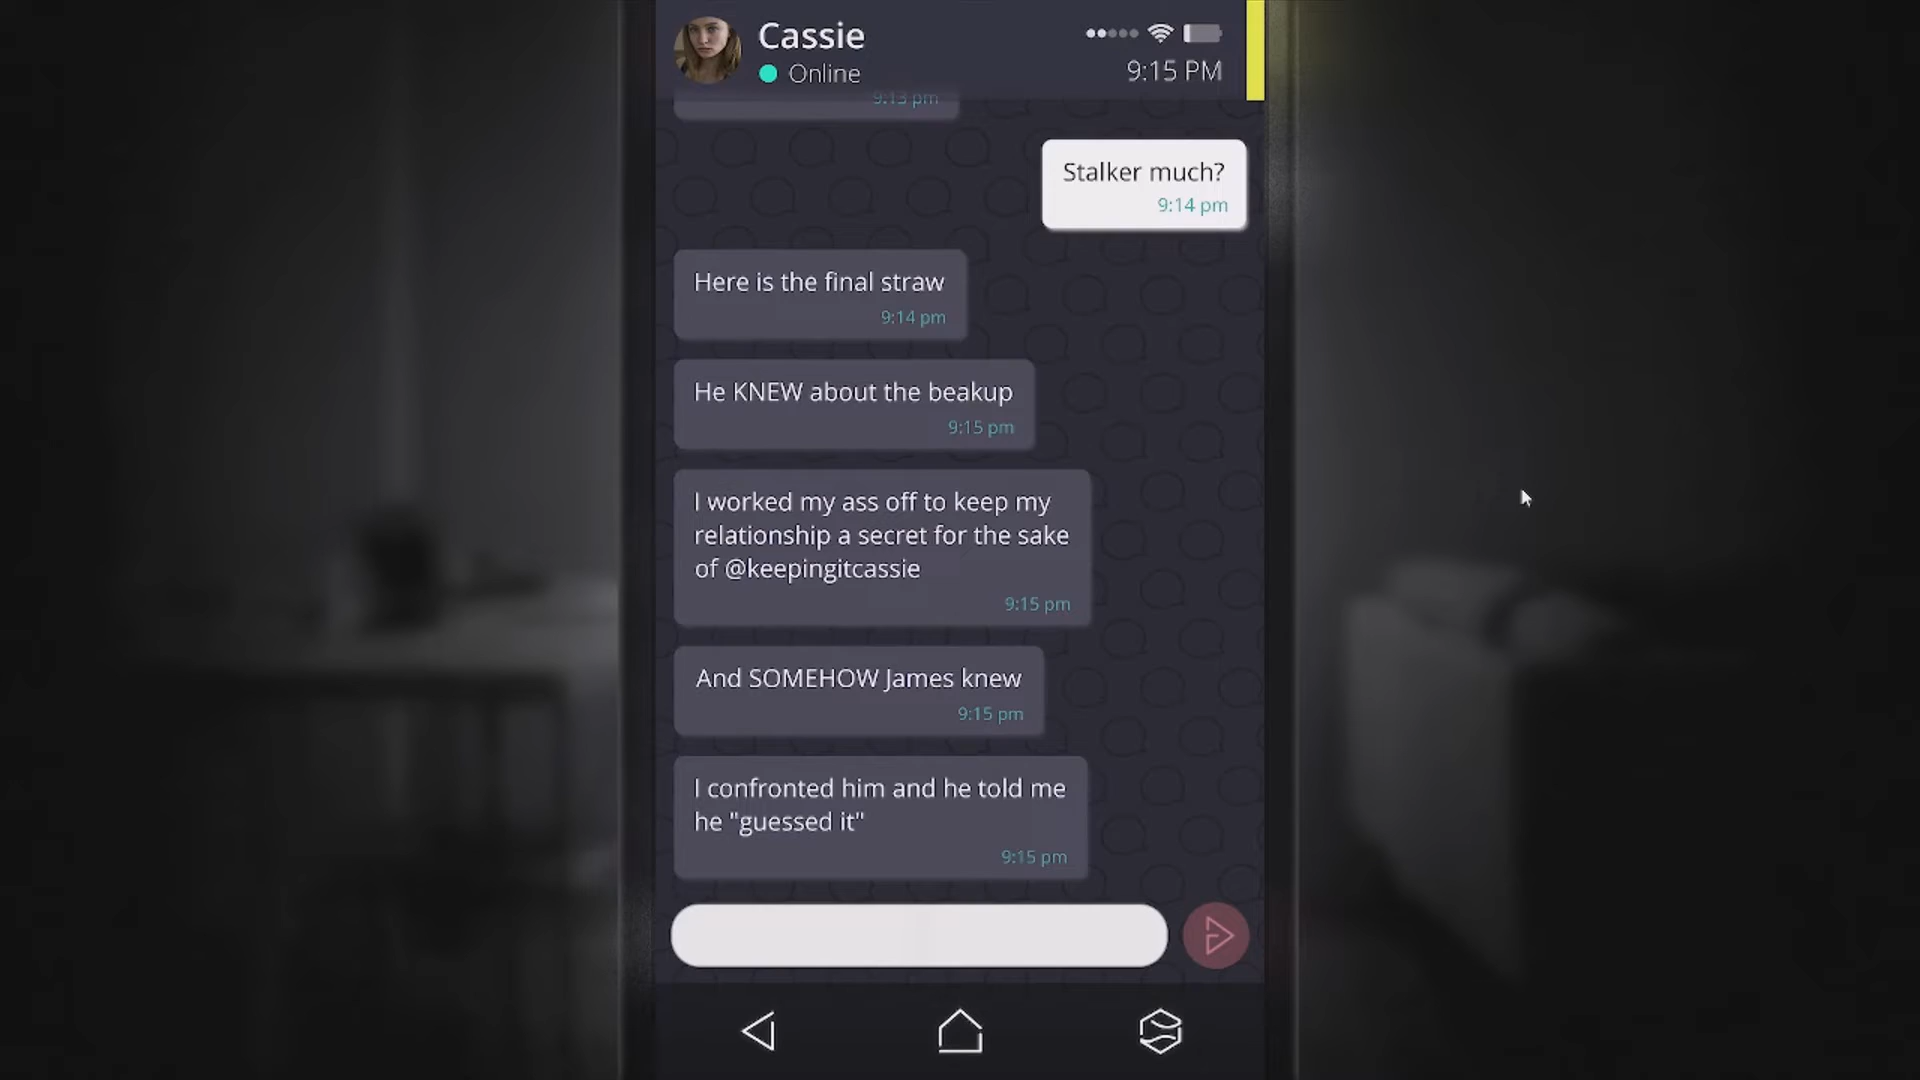 Cassie
Online
9:15 PM
9:13 pm
Stalker much?
9:14 pm
Here is the final straw
9:14 pm
He KNEW about the beakup
9:15 pm
I worked my ass off to keep my
relationship a secret for the sake
of @keepingitcassie
9:15 pm
And SOMEHOW James knew
9:15 pm
I confronted him and he told me
he "guessed it"
9:15 pm